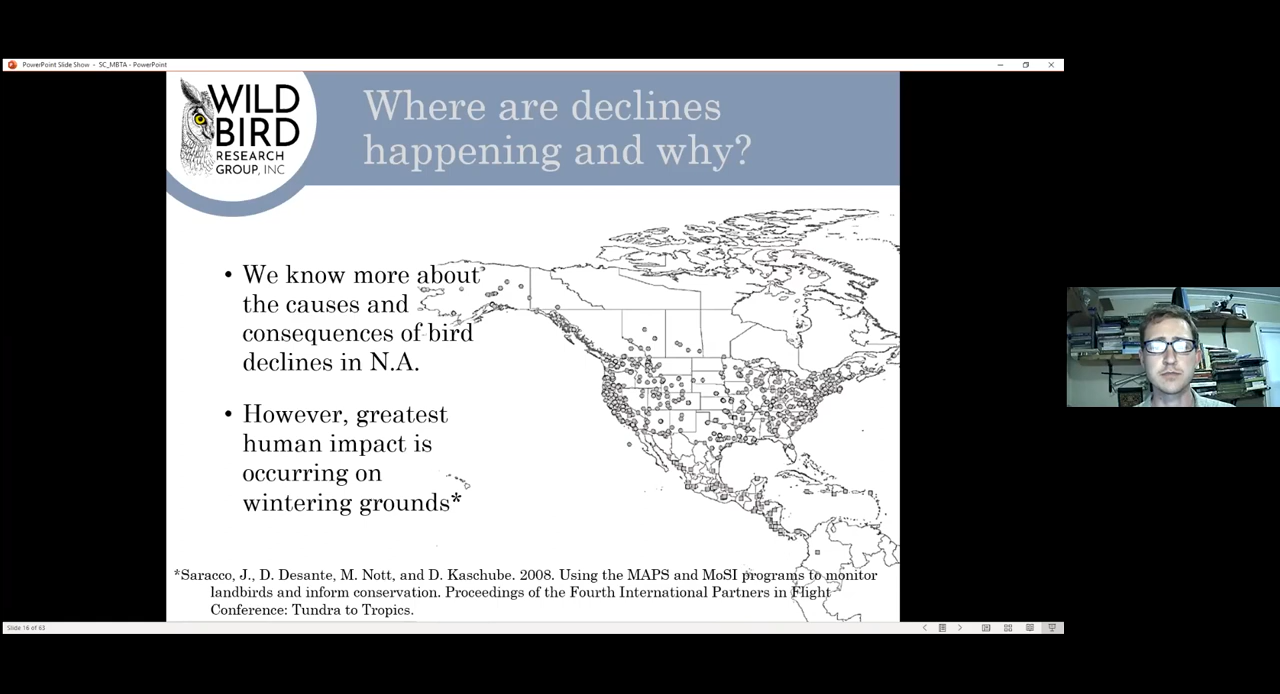 PowerPoint Slide Show - SC_MBTA - PowerPoint
WILD
BIRD
RESEARCH
GROUP, INC
Where are declines
happening and why?
• We know more about
the causes and
consequences of bird
declines in N.A.
• However, greatest
human impact is
occurring on
wintering grounds*
*Saracco, J., D. Desante, M. Nott, and D. Kaschube. 2008. Using the MAPS and MoSI programs to monitor
landbirds and inform conservation. Proceedings of the Fourth International Partners in Flight
Conference: Tundra to Tropics.
Slide 16 of 63